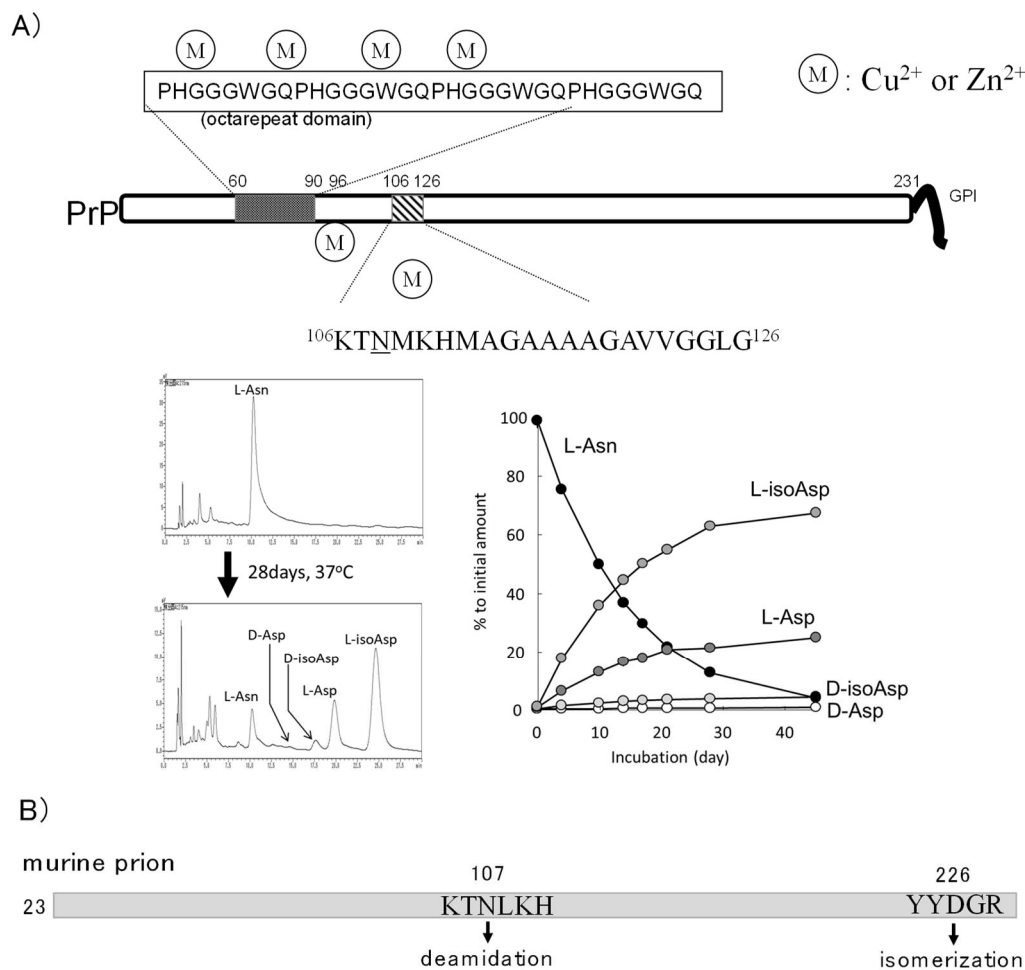 A)
M M M M
M : Cu²⁺ or Zn²⁺
PHGGGWGQPHGGGWGQPHGGGWGQPHGGGWGQ
(octarepeat domain)
60 90 96 106 126 231
PrP
GPI
M
M
¹⁰⁶KTNMKHMAGAAAAGAVVGGLG¹²⁶
L-Asn
28days, 37°C
D-Asp
D-isoAsp
L-isoAsp
L-Asn
L-Asp
100
80
60
40
20
0
% to initial amount
L-Asn
L-isoAsp
L-Asp
D-isoAsp
D-Asp
0 10 20 30 40
Incubation (day)
B)
murine prion
107 226
23 KTNLKH YYDGR
deamidation isomerization